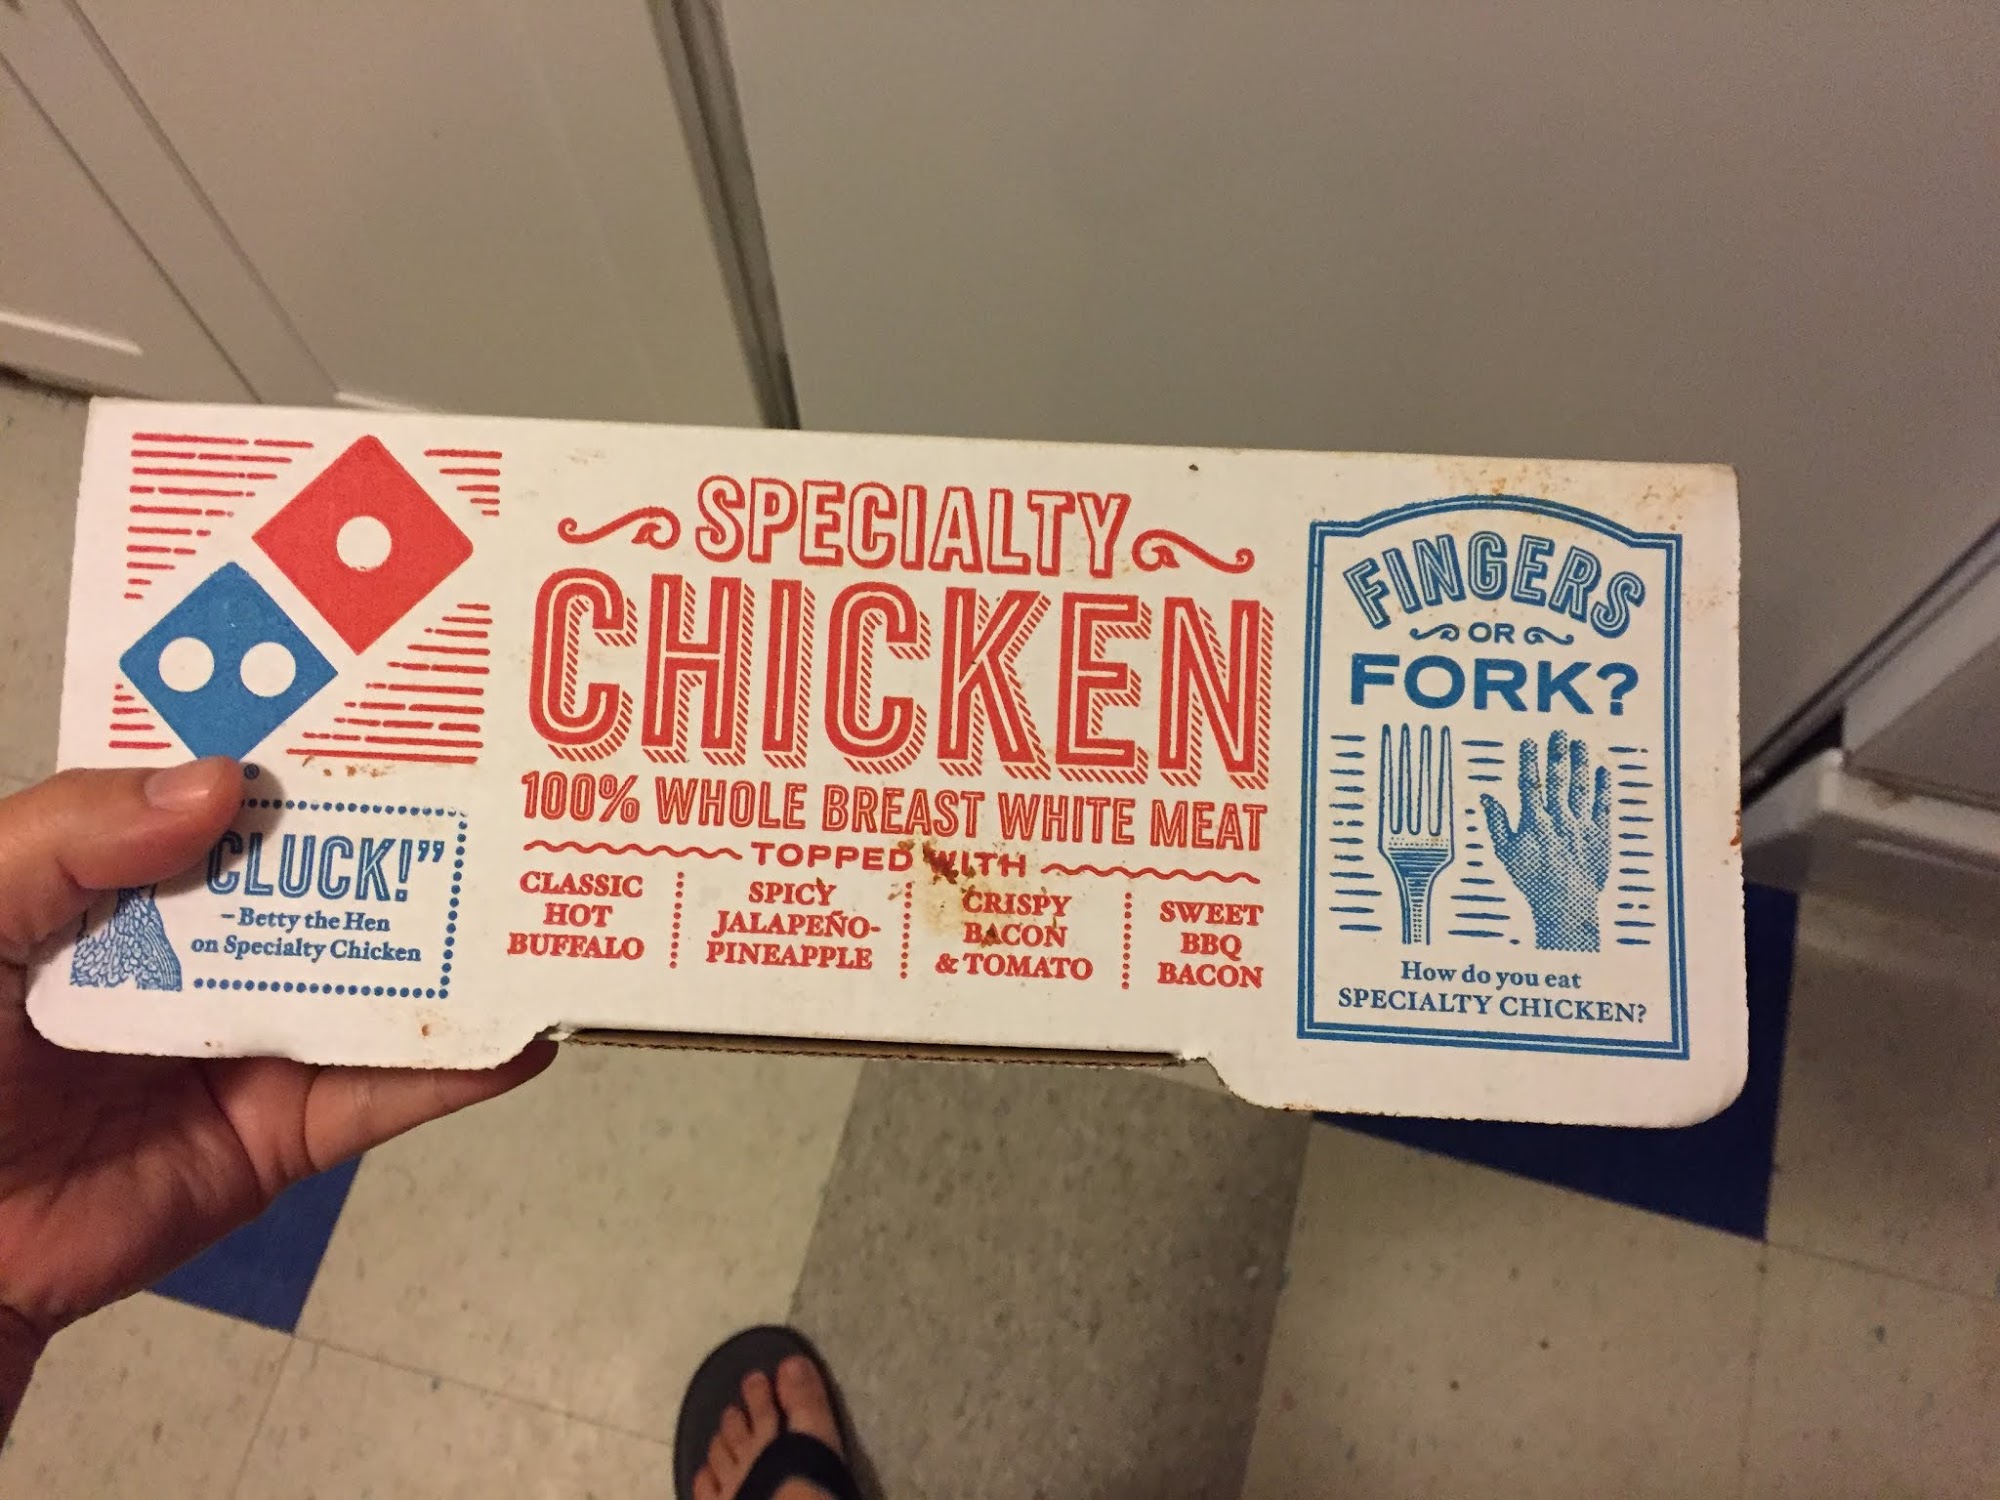 SPECIALTY
CHICKEN
100% WHOLE BREAST WHITE MEAT
TOPPED WITH
CLASSIC
HOT
BUFFALO
SPICY
JALAPEÑO-
PINEAPPLE
CRISPY
BACON
& TOMATO
SWEET
BBQ
BACON
®
CLUCK!”
– Betty the Hen
on Specialty Chicken
FINGERS
OR
FORK?
How do you eat
SPECIALTY CHICKEN?